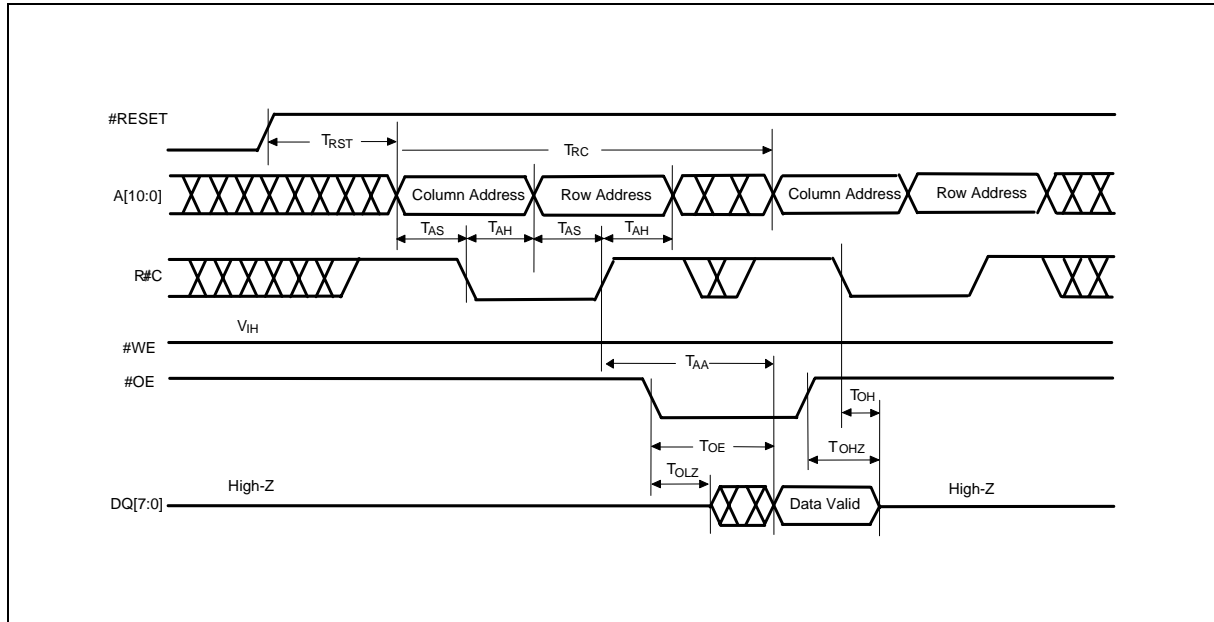 #RESET
TRST
TRC
A[10:0]
Column Address
Row Address
Column Address
Row Address
TAS
TAH
TAS
TAH
R#C
VIH
#WE
TAA
#OE
TOH
TOE
TOHZ
TOLZ
High-Z
High-Z
DQ[7:0]
Data Valid